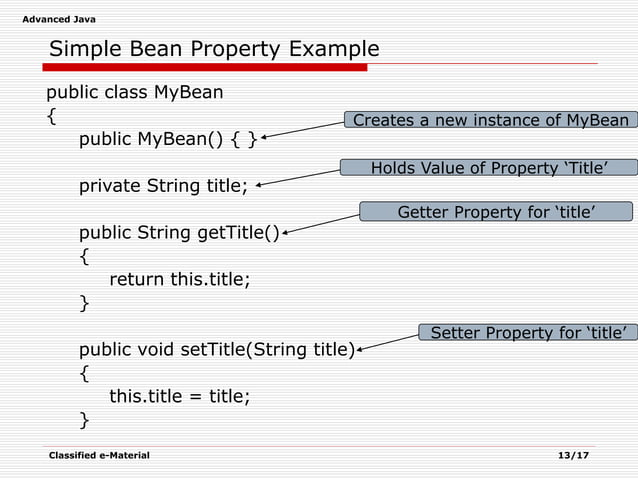 Advanced Java
Simple Bean Property Example
public class MyBean
{
Creates a new instance of MyBean
public MyBean() { }
Holds Value of Property ‘Title’
private String title;
Getter Property for ‘title’
public String getTitle()
{
return this.title;
}
Setter Property for ‘title’
public void setTitle(String title)
{
this.title = title;
}
Classified e-Material
13/17